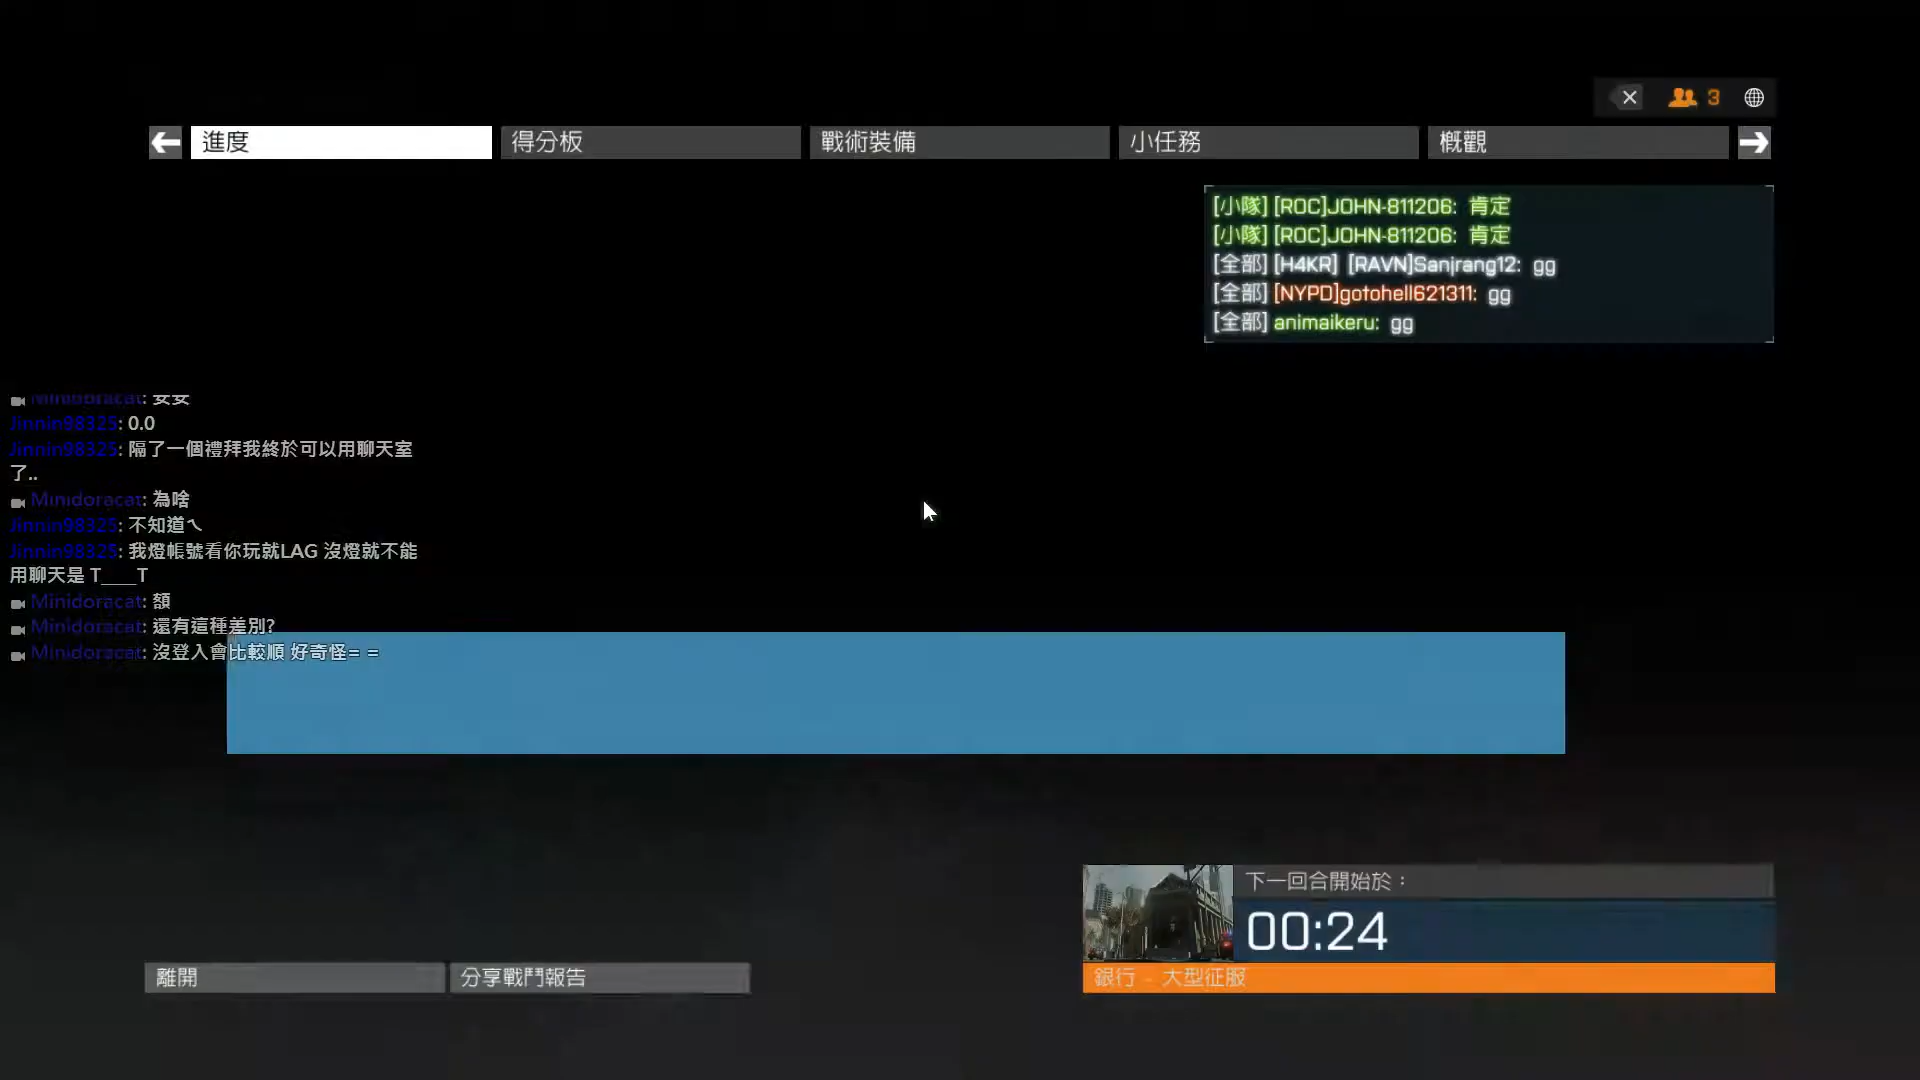 3
進度
得分板
戰術裝備
小任務
概觀
[小隊] [ROC]JOHN-811206: 肯定
[小隊] [ROC]JOHN-811206: 肯定
[全部] [H4KR] [RAVN]Sanjrang12: gg
[全部] [NYPD]gotohell621311: gg
[全部] animaikeru: gg
Minidoracat: 安安
Jinnin98325: 0.0
Jinnin98325: 隔了一個禮拜我終於可以用聊天室
了..
Minidoracat: 為啥
Jinnin98325: 不知道ㄟ
Jinnin98325: 我燈帳號看你玩就LAG 沒燈就不能
用聊天是 T___T
Minidoracat: 額
Minidoracat: 還有這種差別?
Minidoracat: 沒登入會比較順 好奇怪= =
下一回合開始於：
00:24
銀行 - 大型征服
離開
分享戰鬥報告